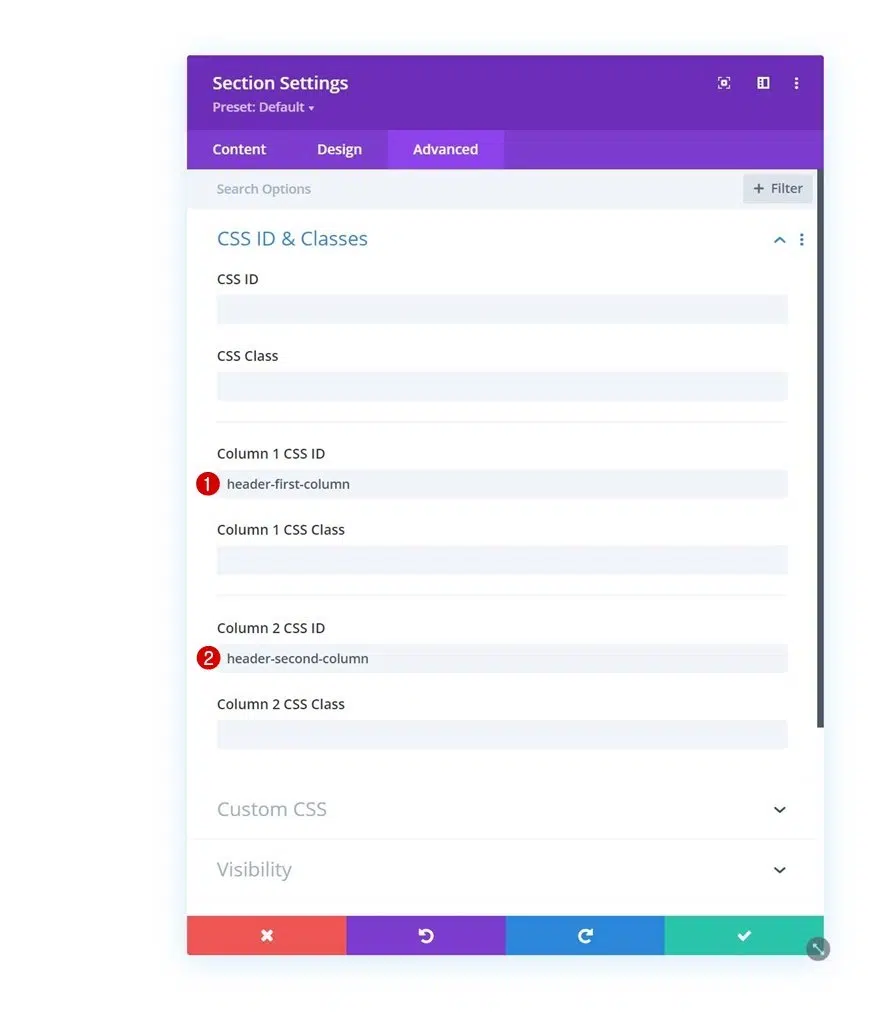 Section Settings
Preset: Default
Content Design Advanced
Search Options + Filter
CSS ID & Classes
CSS ID
CSS Class
Column 1 CSS ID
1 header-first-column
Column 1 CSS Class
Column 2 CSS ID
2 header-second-column
Column 2 CSS Class
Custom CSS
Visibility